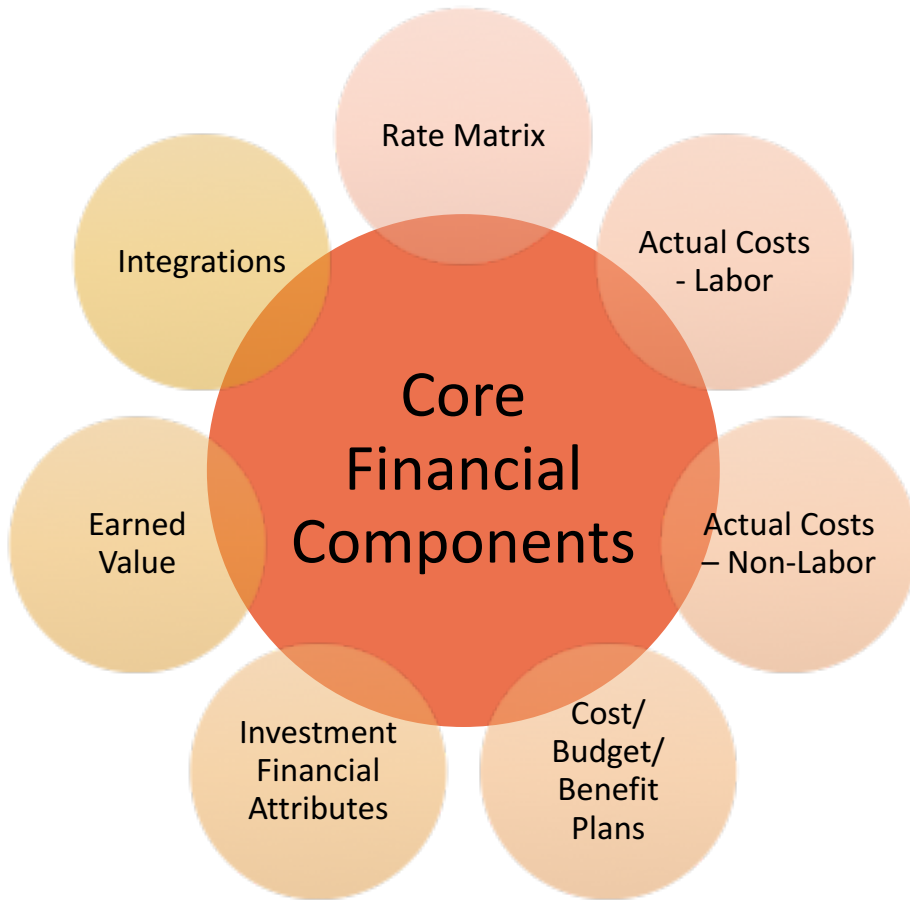 Rate Matrix
Integrations
Actual Costs
- Labor
Core
Financial
Components
Earned
Value
Actual Costs
– Non-Labor
Investment
Financial
Attributes
Cost/
Budget/
Benefit
Plans